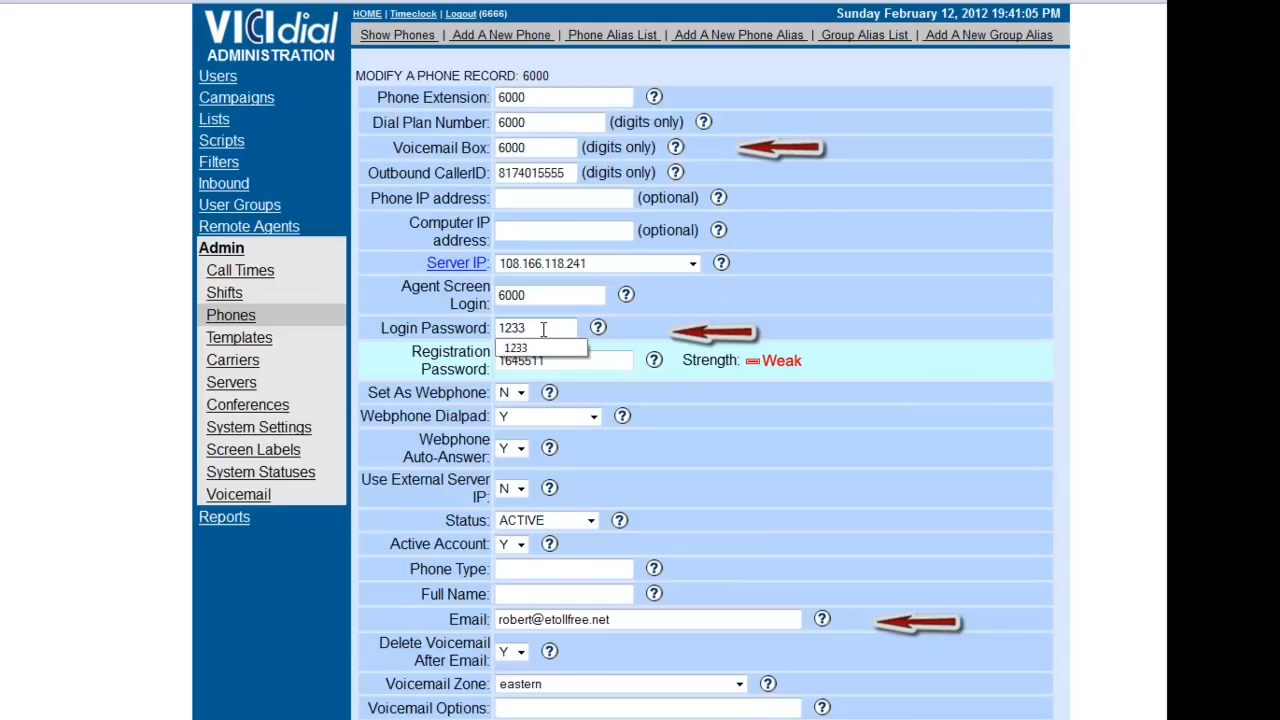 VICIdial
ADMINISTRATION
HOME | Timeclock | Logout (6666)
Sunday February 12, 2012 19:41:05 PM
Show Phones | Add A New Phone | Phone Alias List | Add A New Phone Alias | Group Alias List | Add A New Group Alias
Users
Campaigns
Lists
Scripts
Filters
Inbound
User Groups
Remote Agents
Admin
Call Times
Shifts
Phones
Templates
Carriers
Servers
Conferences
System Settings
Screen Labels
System Statuses
Voicemail
Reports
MODIFY A PHONE RECORD: 6000
Phone Extension: 6000 ?
Dial Plan Number: 6000 (digits only) ?
Voicemail Box: 6000 (digits only) ?
Outbound CallerID: 8174015555 (digits only) ?
Phone IP address: (optional) ?
Computer IP
address: (optional) ?
Server IP: 108.166.118.241 ?
Agent Screen
Login: 6000 ?
Login Password: 1233 ?
1233
Registration
Password: 1645511 ? Strength: Weak
Set As Webphone: N ?
Webphone Dialpad: Y ?
Webphone
Auto-Answer: Y ?
Use External Server
IP: N ?
Status: ACTIVE ?
Active Account: Y ?
Phone Type: ?
Full Name: ?
Email: robert@etollfree.net ?
Delete Voicemail
After Email: Y ?
Voicemail Zone: eastern ?
Voicemail Options: ?